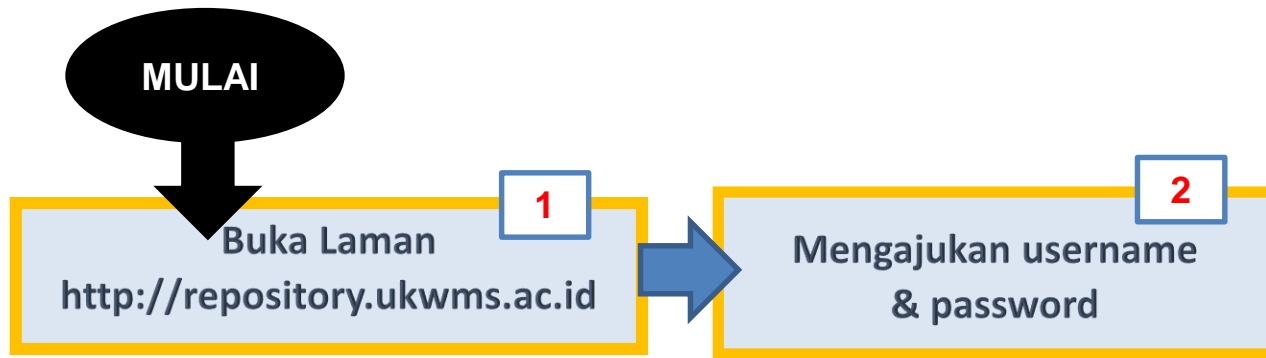 MULAI
1
Buka Laman
http://repository.ukwms.ac.id
2
Mengajukan username
& password